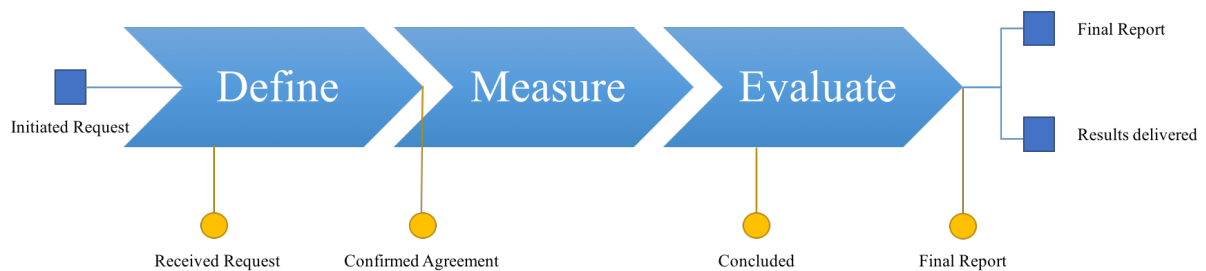 Define
Measure
Evaluate
Final Report
Initiated Request
Results delivered
Received Request
Confirmed Agreement
Concluded
Final Report